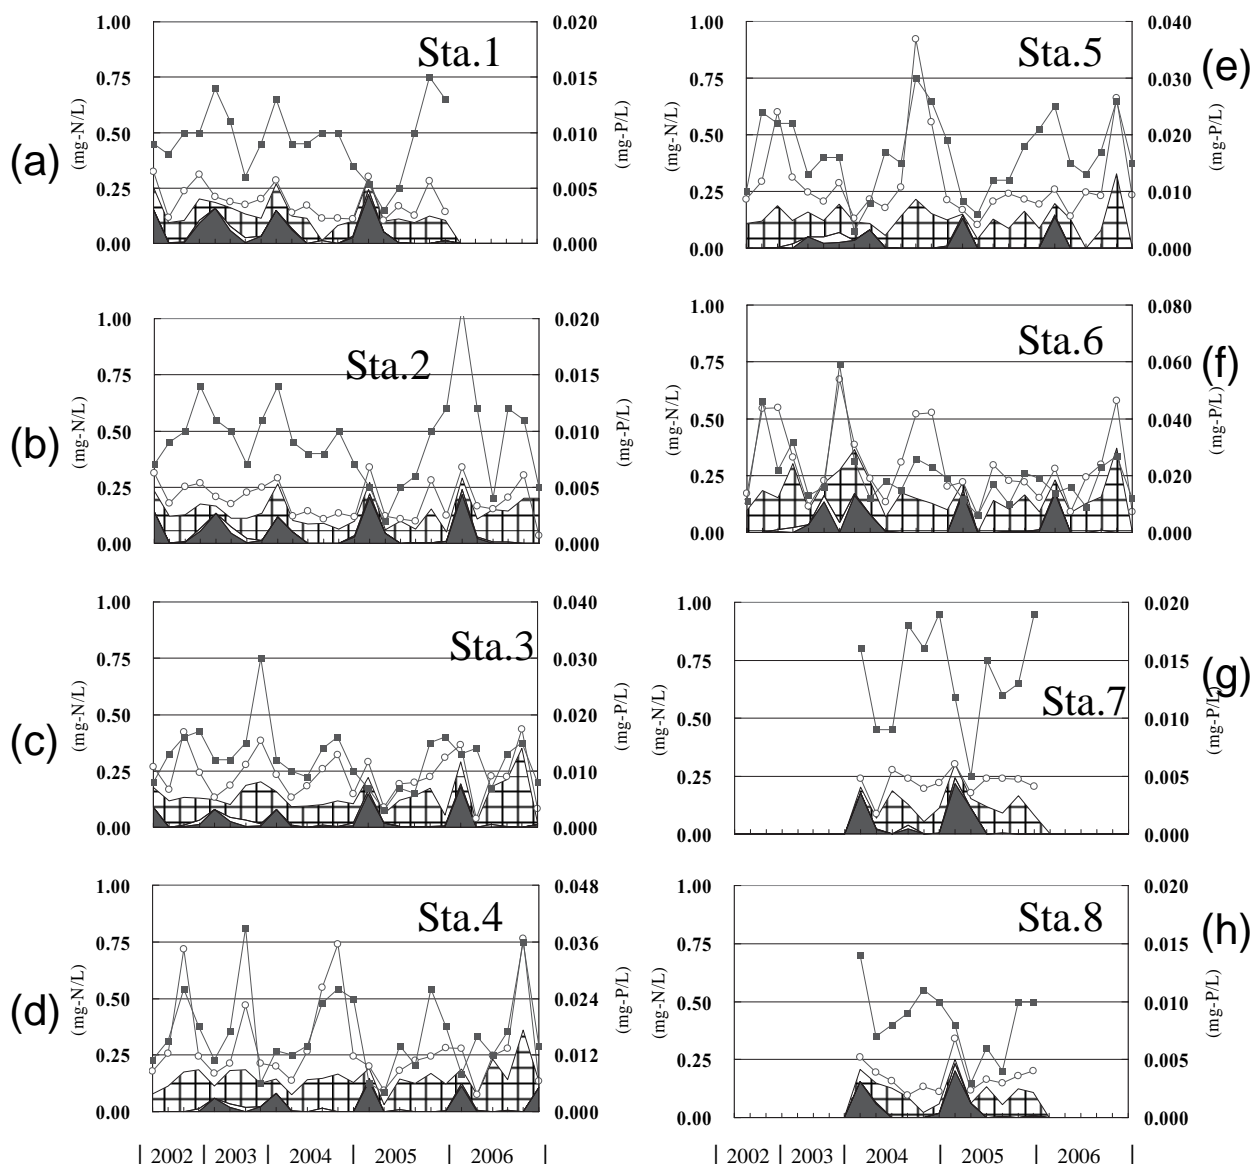 (a)
Sta.1
(mg-N/L)
(mg-P/L)
1.00
0.75
0.50
0.25
0.00
0.020
0.015
0.010
0.005
0.000
(e)
Sta.5
(mg-N/L)
(mg-P/L)
1.00
0.75
0.50
0.25
0.00
0.040
0.030
0.020
0.010
0.000
(b)
Sta.2
(mg-N/L)
(mg-P/L)
1.00
0.75
0.50
0.25
0.00
0.020
0.015
0.010
0.005
0.000
(f)
Sta.6
(mg-N/L)
(mg-P/L)
1.00
0.75
0.50
0.25
0.00
0.080
0.060
0.040
0.020
0.000
(c)
Sta.3
(mg-N/L)
(mg-P/L)
1.00
0.75
0.50
0.25
0.00
0.040
0.030
0.020
0.010
0.000
(g)
Sta.7
(mg-N/L)
(mg-P/L)
1.00
0.75
0.50
0.25
0.00
0.020
0.015
0.010
0.005
0.000
(d)
Sta.4
(mg-N/L)
(mg-P/L)
1.00
0.75
0.50
0.25
0.00
0.048
0.036
0.024
0.012
0.000
(h)
Sta.8
(mg-N/L)
(mg-P/L)
1.00
0.75
0.50
0.25
0.00
0.020
0.015
0.010
0.005
0.000
2002 2003 2004 2005 2006
2002 2003 2004 2005 2006